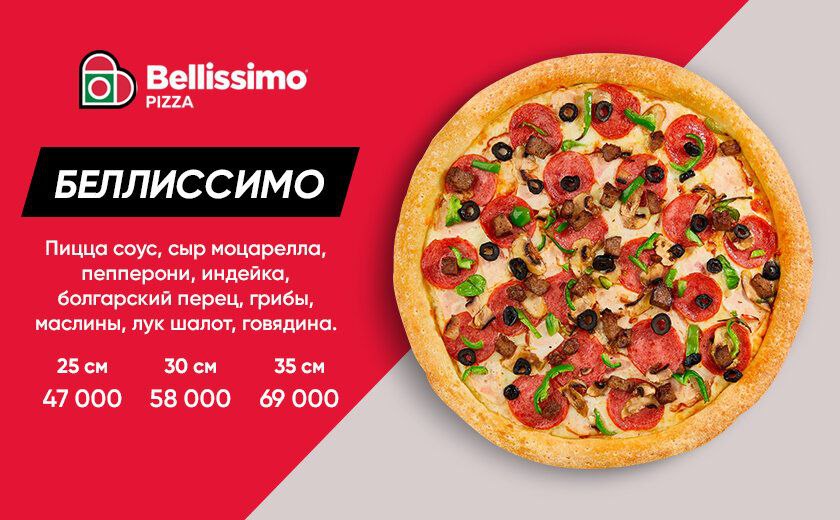 Bellissimo
PIZZA
БЕЛЛИССИМО
Пицца соус, сыр моцарелла,
пепперони, индейка,
болгарский перец, грибы,
маслины, лук шалот, говядина.
25 см 30 см 35 см
47 000 58 000 69 000